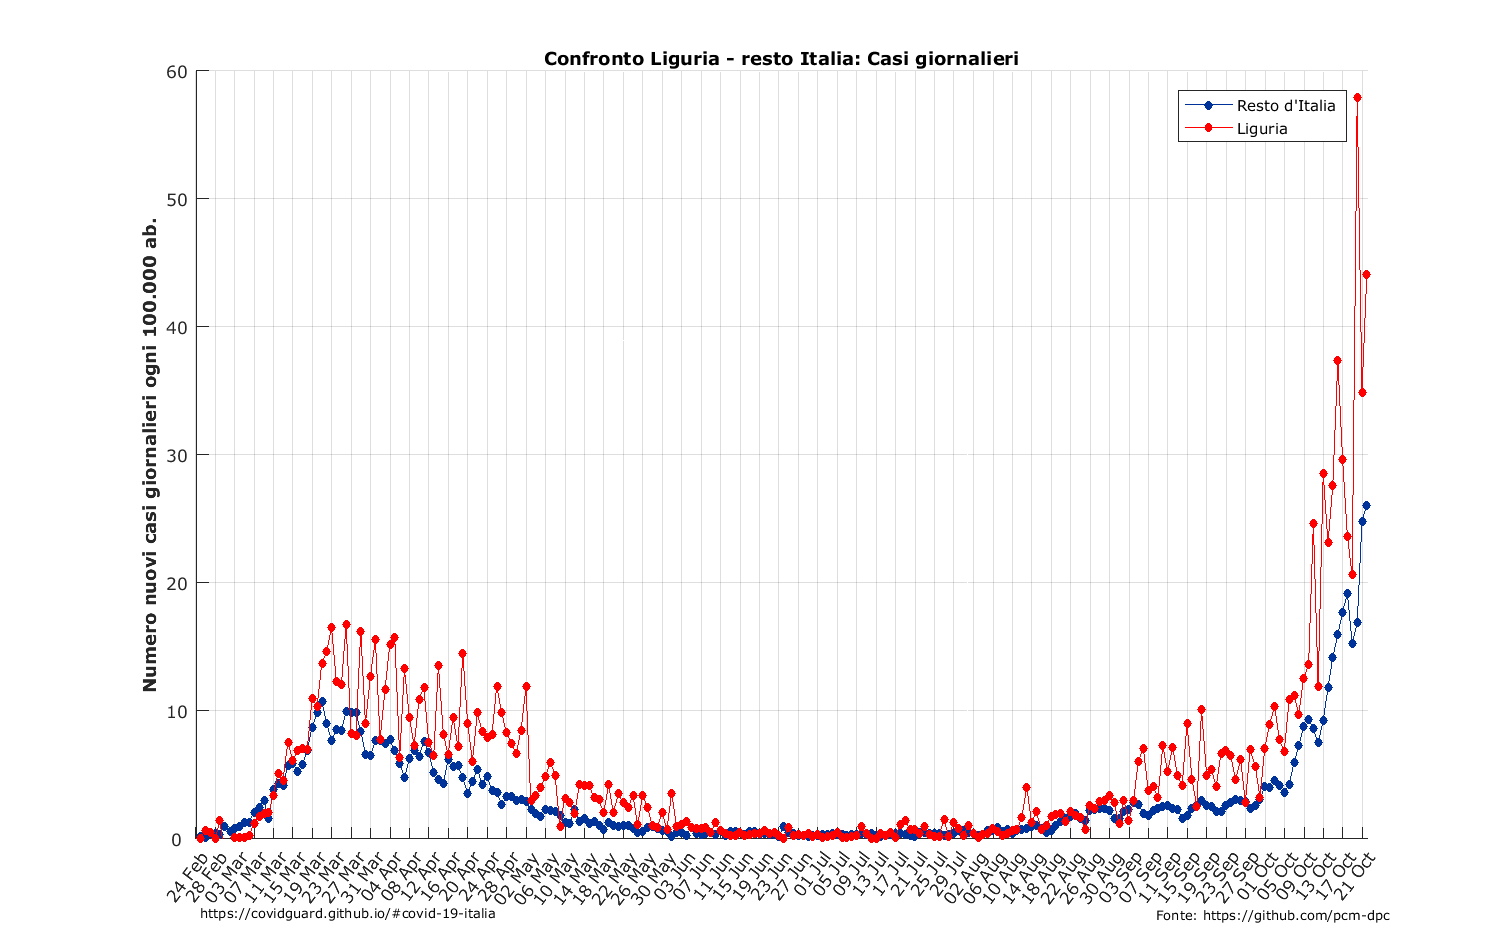 Confronto Liguria - resto Italia: Casi giornalieri
Resto d'Italia
Liguria
Numero nuovi casi giornalieri ogni 100.000 ab.
60
50
40
30
20
10
0
24 Feb
28 Feb
03 Mar
07 Mar
11 Mar
15 Mar
19 Mar
23 Mar
27 Mar
31 Mar
04 Apr
08 Apr
12 Apr
16 Apr
20 Apr
24 Apr
28 Apr
02 May
06 May
10 May
14 May
18 May
22 May
26 May
30 May
03 Jun
07 Jun
11 Jun
15 Jun
19 Jun
23 Jun
27 Jun
01 Jul
05 Jul
09 Jul
13 Jul
17 Jul
21 Jul
25 Jul
29 Jul
02 Aug
06 Aug
10 Aug
14 Aug
18 Aug
22 Aug
26 Aug
30 Aug
03 Sep
07 Sep
11 Sep
15 Sep
19 Sep
23 Sep
27 Sep
01 Oct
05 Oct
09 Oct
13 Oct
17 Oct
21 Oct
https://covidguard.github.io/#covid-19-italia
Fonte: https://github.com/pcm-dpc